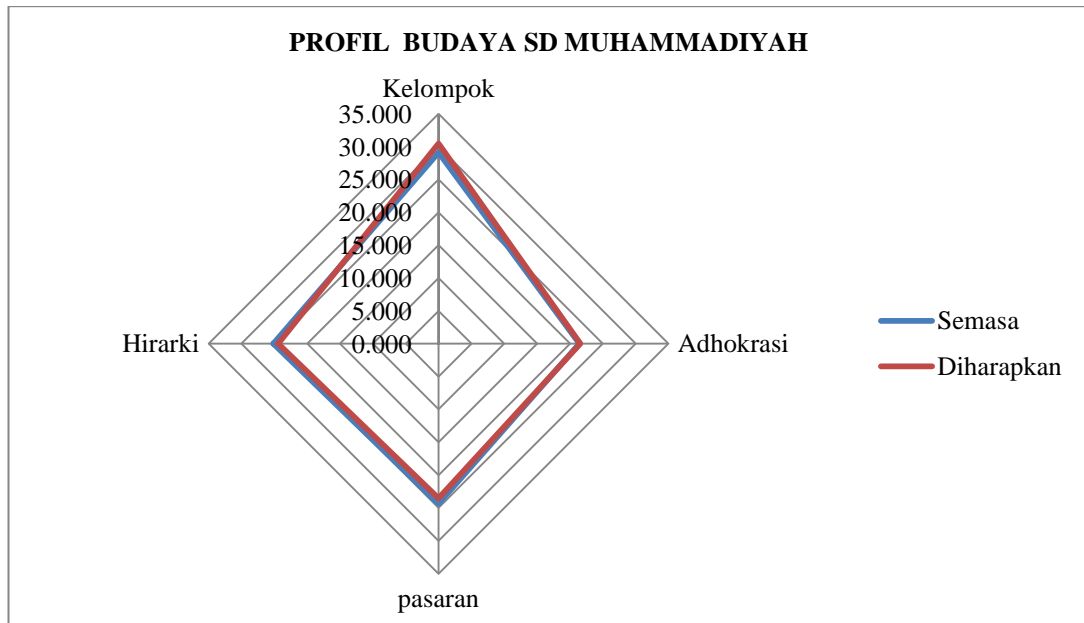 PROFIL BUDAYA SD MUHAMMADIYAH
Kelompok
35.000
30.000
25.000
20.000
15.000
10.000
5.000
0.000
Hirarki
Adhokrasi
pasaran
Semasa
Diharapkan